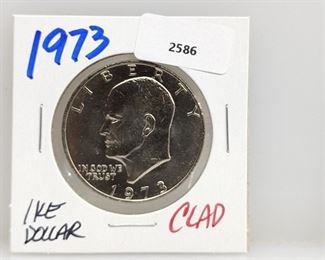 1973
2586
LIBERTY
IN GOD WE
TRUST
1973
IKE
DOLLAR
CLAD